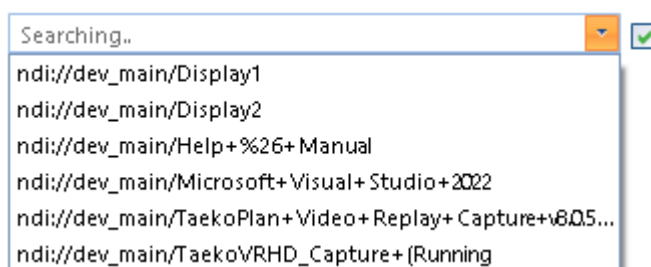 Searching..
ndi://dev_main/Display1
ndi://dev_main/Display2
ndi://dev_main/Help+%26+Manual
ndi://dev_main/Microsoft+Visual+Studio+2022
ndi://dev_main/TaekoPlan+Video+Replay+Capture+v8.0.5...
ndi://dev_main/TaekoVRHD_Capture+(Running